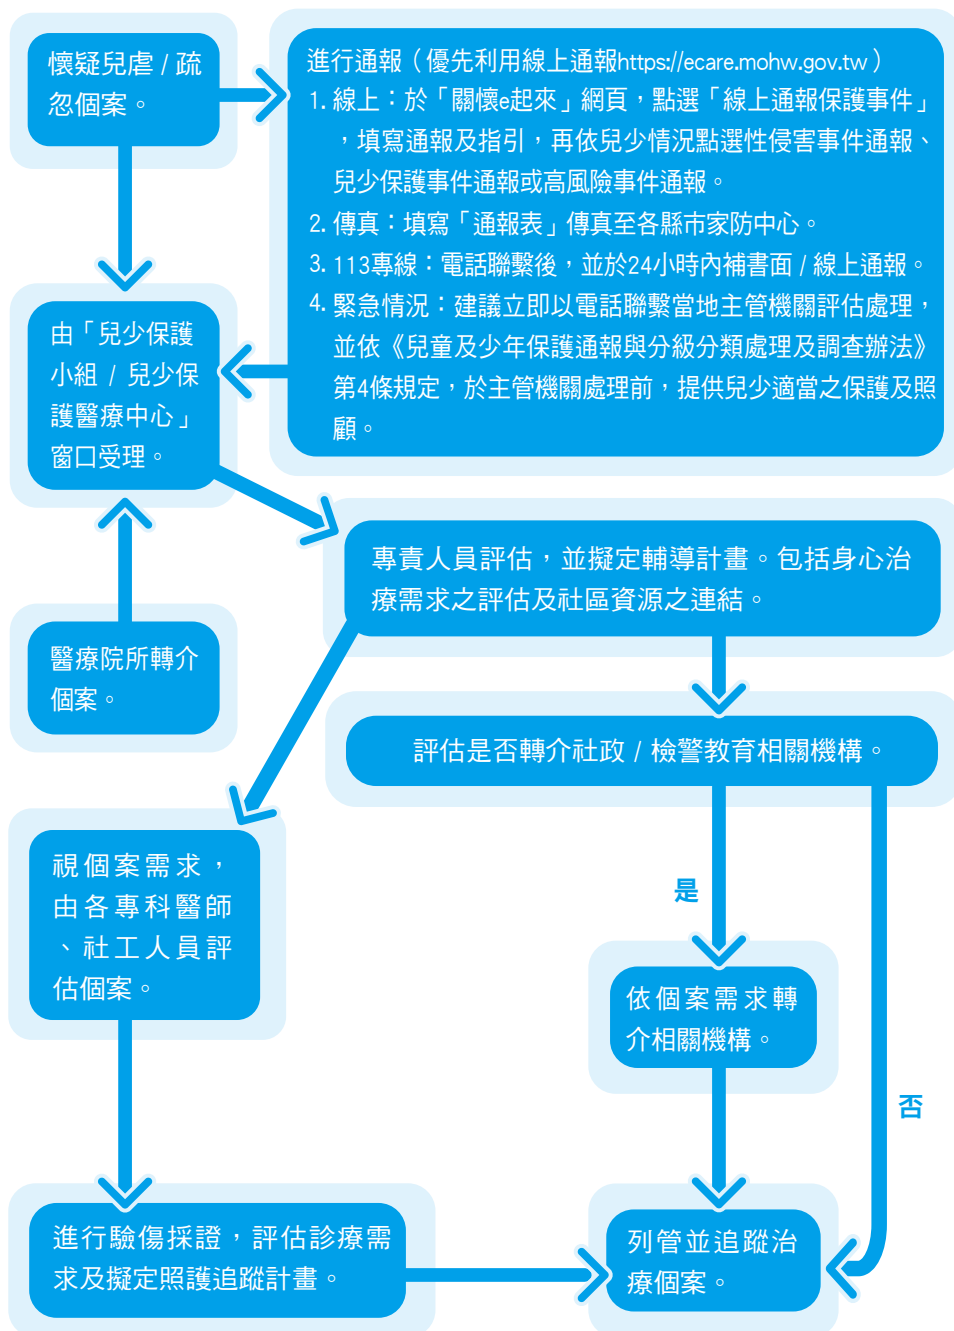 懷疑兒虐 / 疏
忽個案。
進行通報（優先利用線上通報https://ecare.mohw.gov.tw）
1. 線上：於「關懷e起來」網頁，點選「線上通報保護事件」
，填寫通報及指引，再依兒少情況點選性侵害事件通報、
兒少保護事件通報或高風險事件通報。
2. 傳真：填寫「通報表」傳真至各縣市家防中心。
3. 113專線：電話聯繫後，並於24小時內補書面 / 線上通報。
4. 緊急情況：建議立即以電話聯繫當地主管機關評估處理，
並依《兒童及少年保護通報與分級分類處理及調查辦法》
第4條規定，於主管機關處理前，提供兒少適當之保護及照
顧。
由「兒少保護
小組 / 兒少保
護醫療中心」
窗口受理。
醫療院所轉介
個案。
專責人員評估，並擬定輔導計畫。包括身心治
療需求之評估及社區資源之連結。
評估是否轉介社政 / 檢警教育相關機構。
視個案需求，
由各專科醫師
、社工人員評
估個案。
是
依個案需求轉
介相關機構。
否
進行驗傷採證，評估診療需
求及擬定照護追蹤計畫。
列管並追蹤治
療個案。